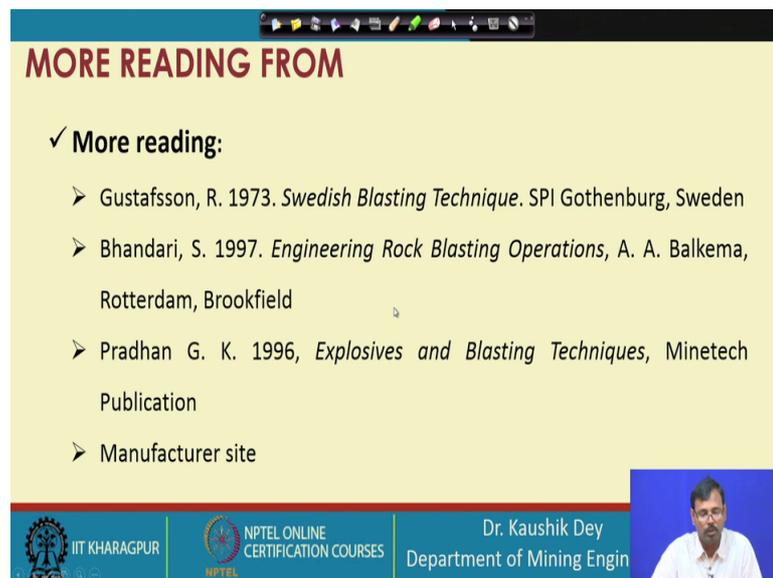 MORE READING FROM
✓ More reading:
➢ Gustafsson, R. 1973. Swedish Blasting Technique. SPI Gothenburg, Sweden
➢ Bhandari, S. 1997. Engineering Rock Blasting Operations, A. A. Balkema,
Rotterdam, Brookfield
➢ Pradhan G. K. 1996, Explosives and Blasting Techniques, Minetech
Publication
➢ Manufacturer site
IIT KHARAGPUR
NPTEL
NPTEL ONLINE
CERTIFICATION COURSES
Dr. Kaushik Dey
Department of Mining Engin